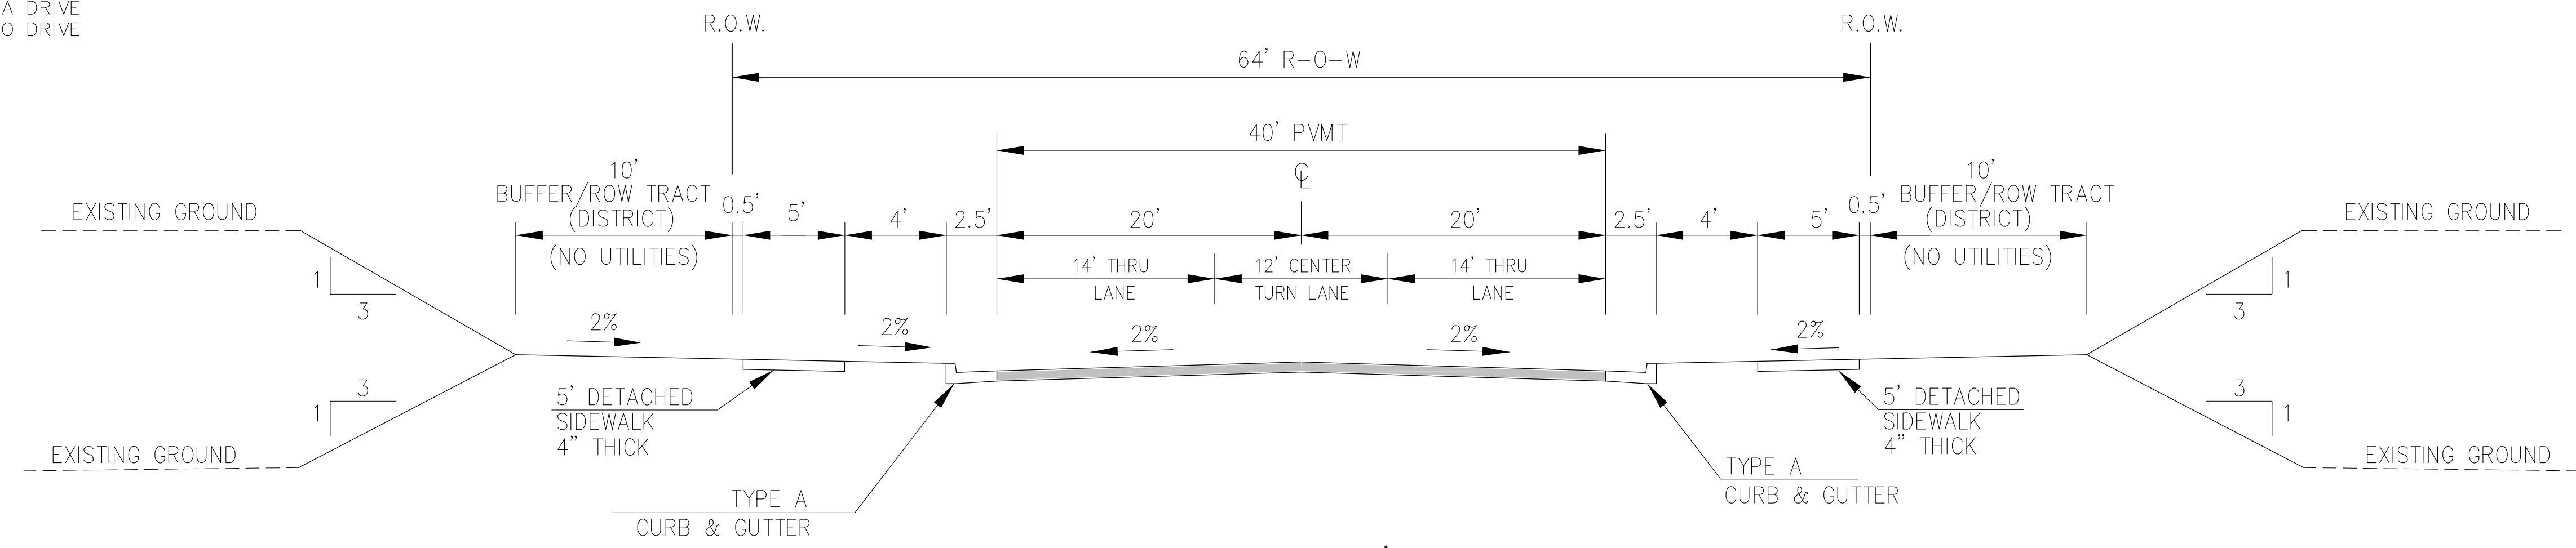 A DRIVE
O DRIVE
R.O.W.
R.O.W.
64' R-O-W
40' PVMT
℄
10'
BUFFER/ROW TRACT
(DISTRICT)
(NO UTILITIES)
0.5'
5'
4'
2.5'
20'
20'
2.5'
4'
5'
0.5'
10'
BUFFER/ROW TRACT
(DISTRICT)
(NO UTILITIES)
EXISTING GROUND
EXISTING GROUND
14' THRU
LANE
12' CENTER
TURN LANE
14' THRU
LANE
1
3
1
3
2%
2%
2%
2%
2%
3
1
3
1
5' DETACHED
SIDEWALK
4" THICK
5' DETACHED
SIDEWALK
4" THICK
EXISTING GROUND
EXISTING GROUND
TYPE A
CURB & GUTTER
TYPE A
CURB & GUTTER